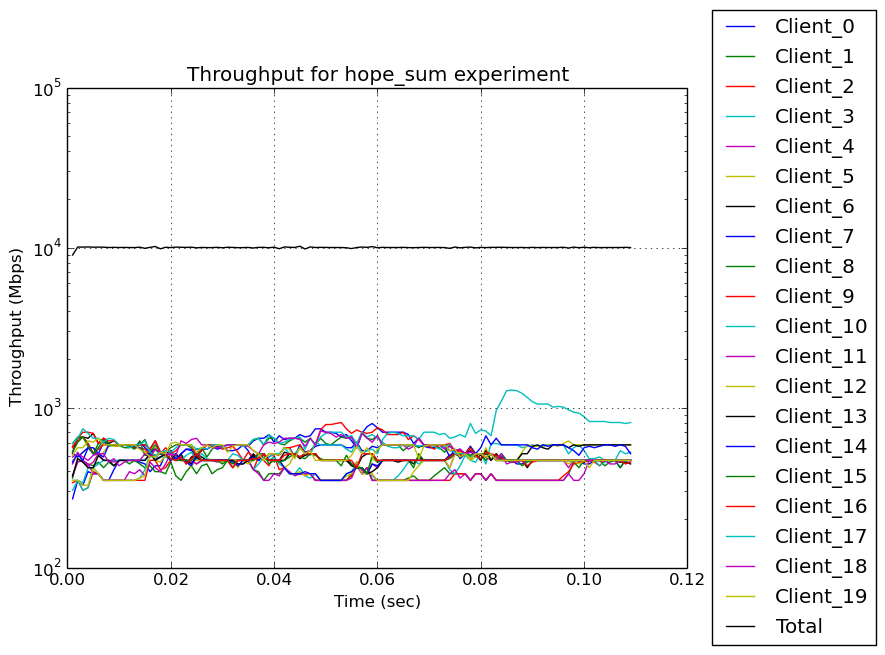 Throughput for hope_sum experiment
10^5
10^4
10^3
10^2
Throughput (Mbps)
0.00 0.02 0.04 0.06 0.08 0.10 0.12
Time (sec)
Client_0
Client_1
Client_2
Client_3
Client_4
Client_5
Client_6
Client_7
Client_8
Client_9
Client_10
Client_11
Client_12
Client_13
Client_14
Client_15
Client_16
Client_17
Client_18
Client_19
Total